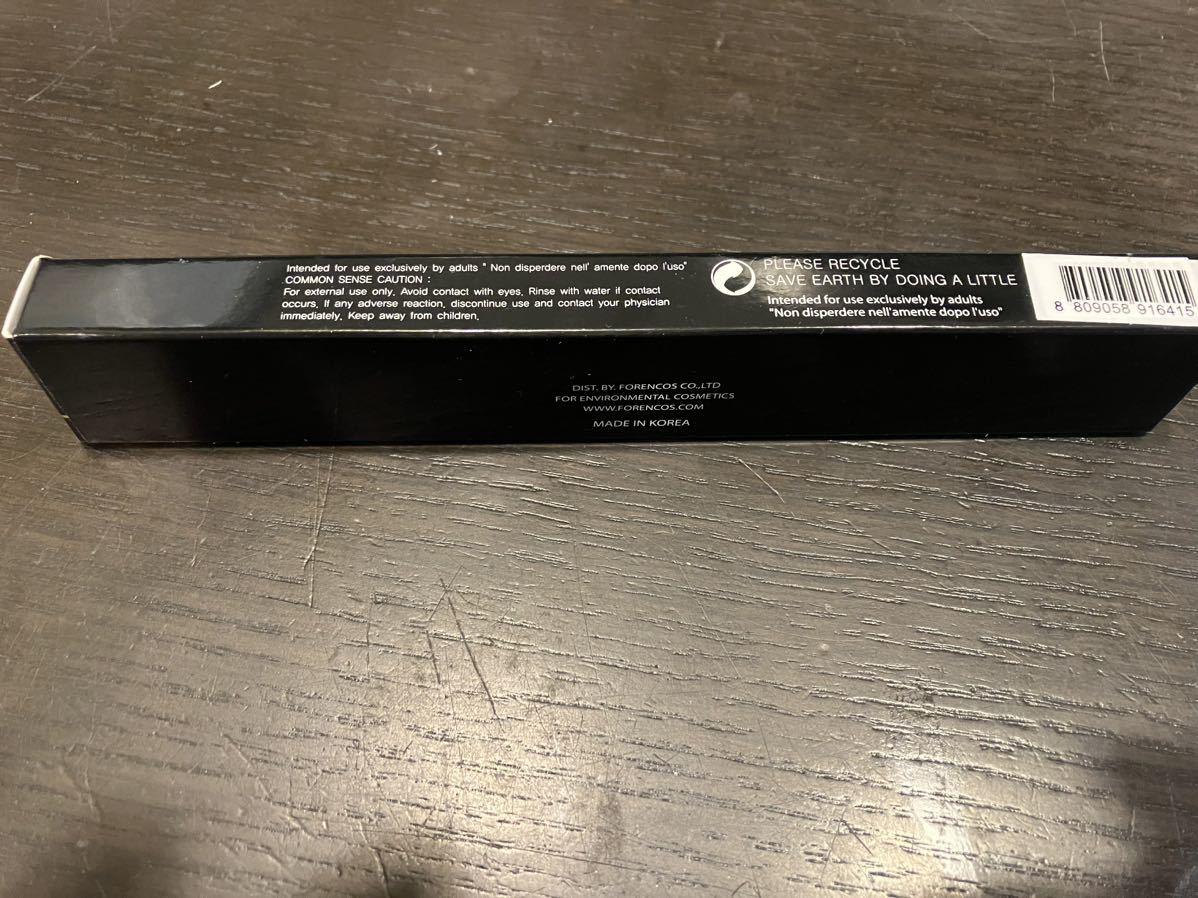 Intended for use exclusively by adults " Non disperdere nell' amente dopo l'uso"
COMMON SENSE CAUTION :
For external use only. Avoid contact with eyes. Rinse with water if contact
occurs. If any adverse reaction, discontinue use and contact your physician
immediately. Keep away from children.
PLEASE RECYCLE
SAVE EARTH BY DOING A LITTLE
Intended for use exclusively by adults
"Non disperdere nell'amente dopo l'uso"
8 809058 916415
DIST. BY. FORENCOS CO.,LTD
FOR ENVIRONMENTAL COSMETICS
WWW.FORENCOS.COM
MADE IN KOREA